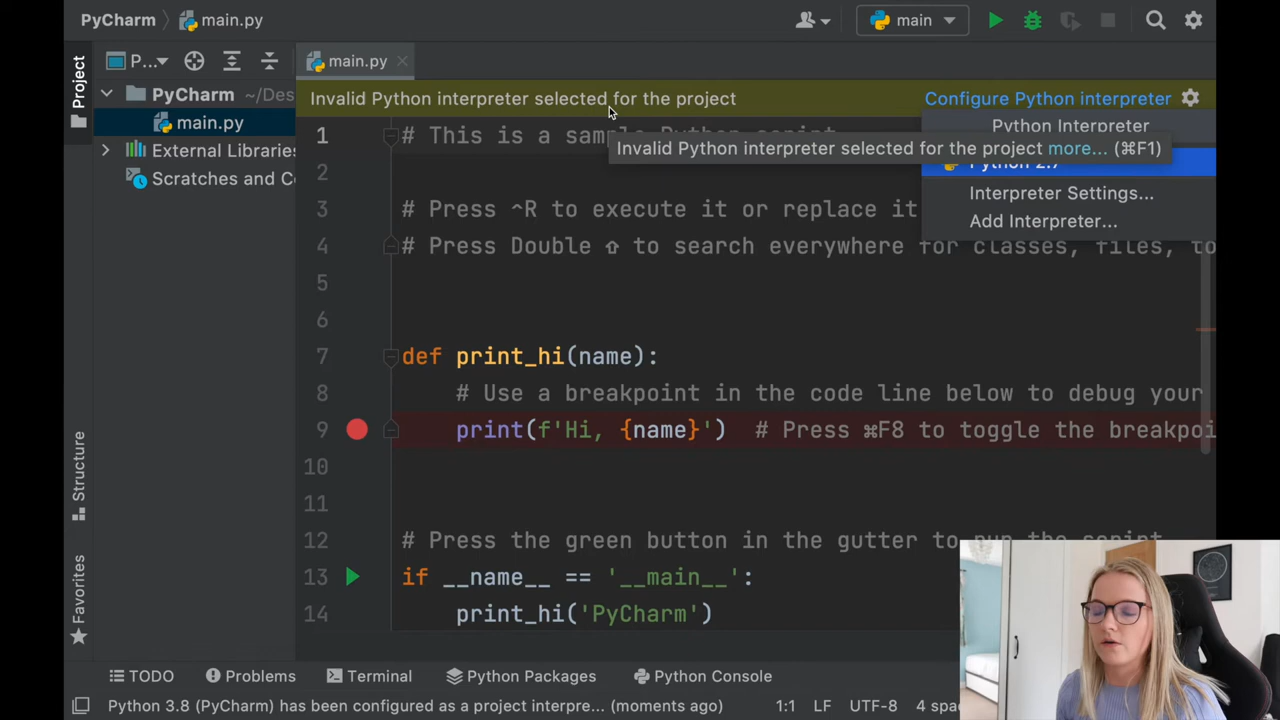 PyCharm main.py main
Project P... main.py
PyCharm ~/Des
main.py
External Libraries
Scratches and Co
Structure
Favorites
Invalid Python interpreter selected for the project Configure Python interpreter
Python Interpreter
Invalid Python interpreter selected for the project more... (⌘F1)
Python 2.7
Interpreter Settings...
Add Interpreter...
1 # This is a sample Python script.
2
3 # Press ⌃R to execute it or replace it
4 # Press Double ⇧ to search everywhere for classes, files, to
5
6
7 def print_hi(name):
8 # Use a breakpoint in the code line below to debug your
9 print(f'Hi, {name}') # Press ⌘F8 to toggle the breakpoi
10
11
12 # Press the green button in the gutter to run the script.
13 if __name__ == '__main__':
14 print_hi('PyCharm')
TODO Problems Terminal Python Packages Python Console
Python 3.8 (PyCharm) has been configured as a project interpre... (moments ago) 1:1 LF UTF-8 4 spac